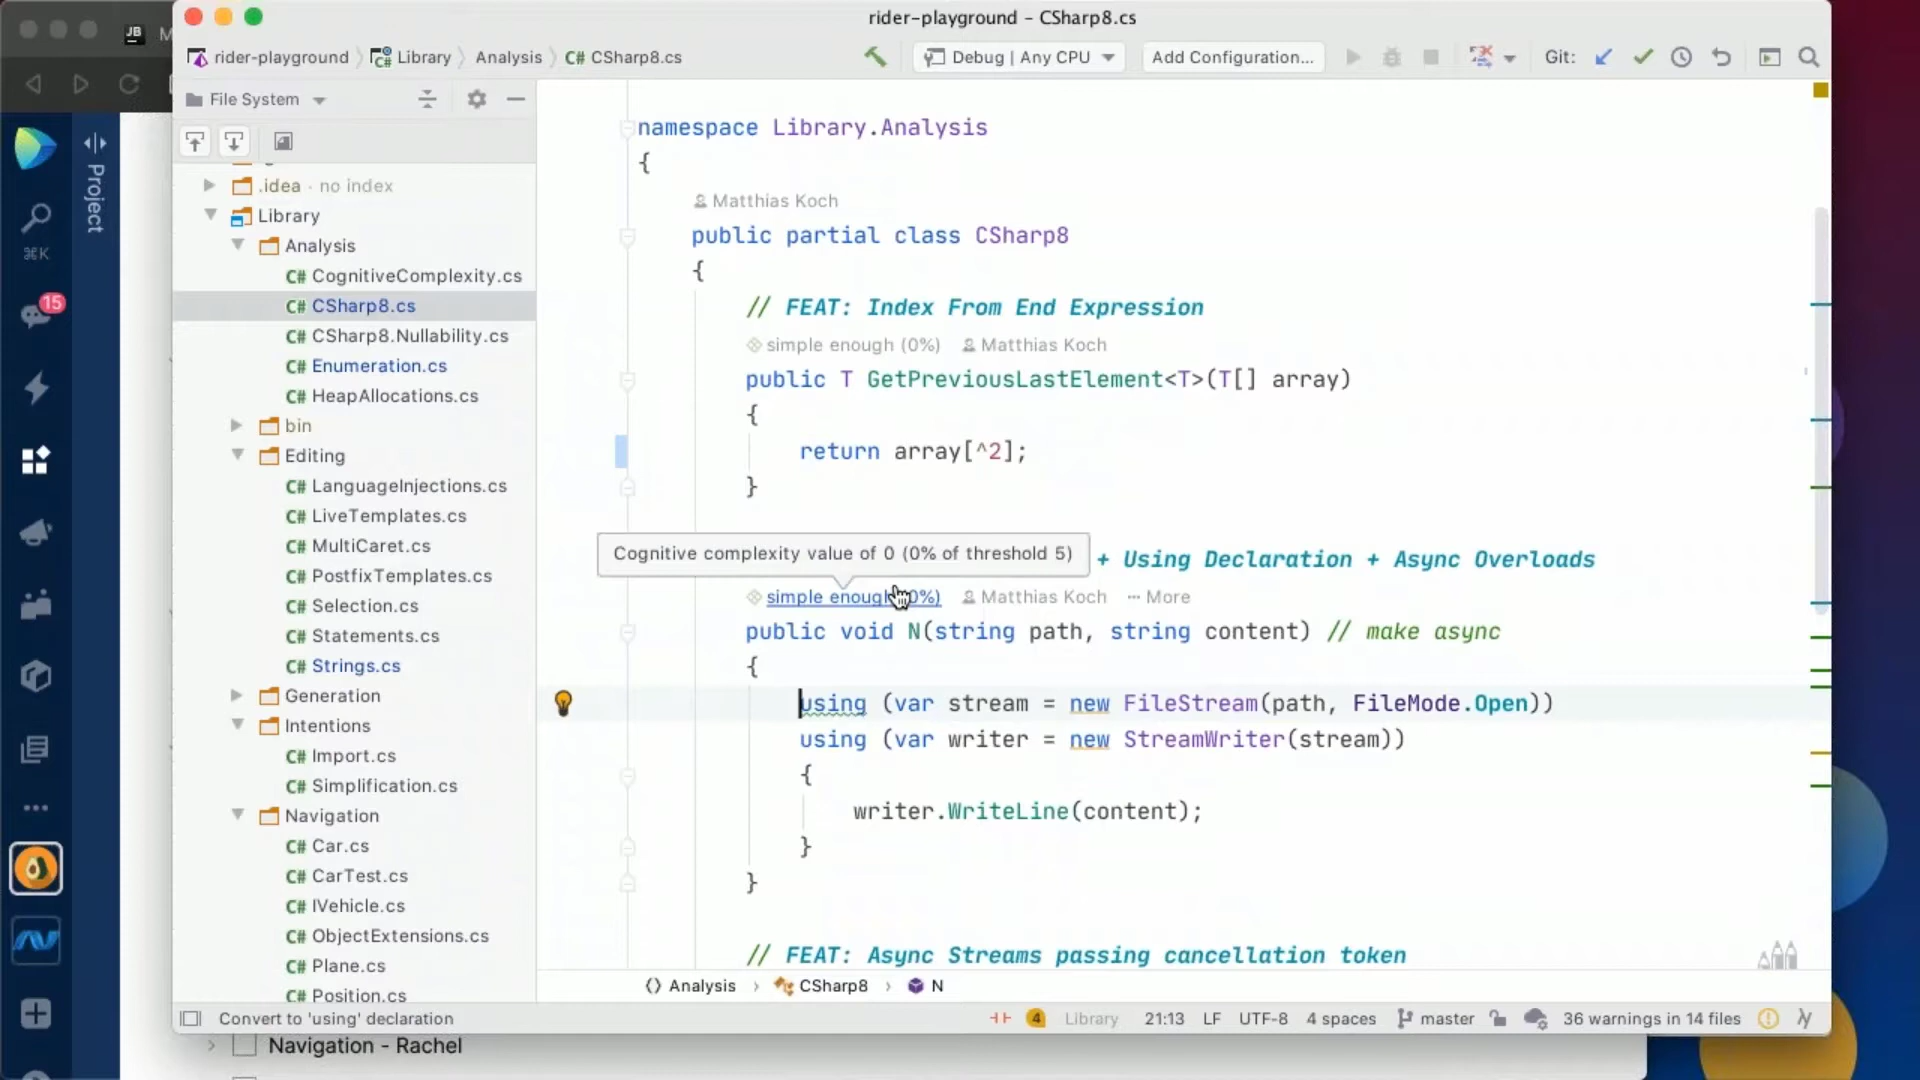 rider-playground – CSharp8.cs
JB M
rider-playground Library Analysis C# CSharp8.cs
Debug | Any CPU Add Configuration... Git:
File System
Project
⌘K
15
.idea · no index
Library
Analysis
C# CognitiveComplexity.cs
C# CSharp8.cs
C# CSharp8.Nullability.cs
C# Enumeration.cs
C# HeapAllocations.cs
bin
Editing
C# LanguageInjections.cs
C# LiveTemplates.cs
C# MultiCaret.cs
C# PostfixTemplates.cs
C# Selection.cs
C# Statements.cs
C# Strings.cs
Generation
Intentions
C# Import.cs
C# Simplification.cs
Navigation
C# Car.cs
C# CarTest.cs
C# IVehicle.cs
C# ObjectExtensions.cs
C# Plane.cs
C# Position.cs
namespace Library.Analysis
{
Matthias Koch
public partial class CSharp8
{
// FEAT: Index From End Expression
simple enough (0%) Matthias Koch
public T GetPreviousLastElement<T>(T[] array)
{
return array[^2];
}
Cognitive complexity value of 0 (0% of threshold 5)
+ Using Declaration + Async Overloads
simple enough (0%) Matthias Koch ··· More
public void N(string path, string content) // make async
{
using (var stream = new FileStream(path, FileMode.Open))
using (var writer = new StreamWriter(stream))
{
writer.WriteLine(content);
}
}
// FEAT: Async Streams passing cancellation token
Analysis CSharp8 N
Convert to 'using' declaration
4 Library 21:13 LF UTF-8 4 spaces master 36 warnings in 14 files
Navigation - Rachel